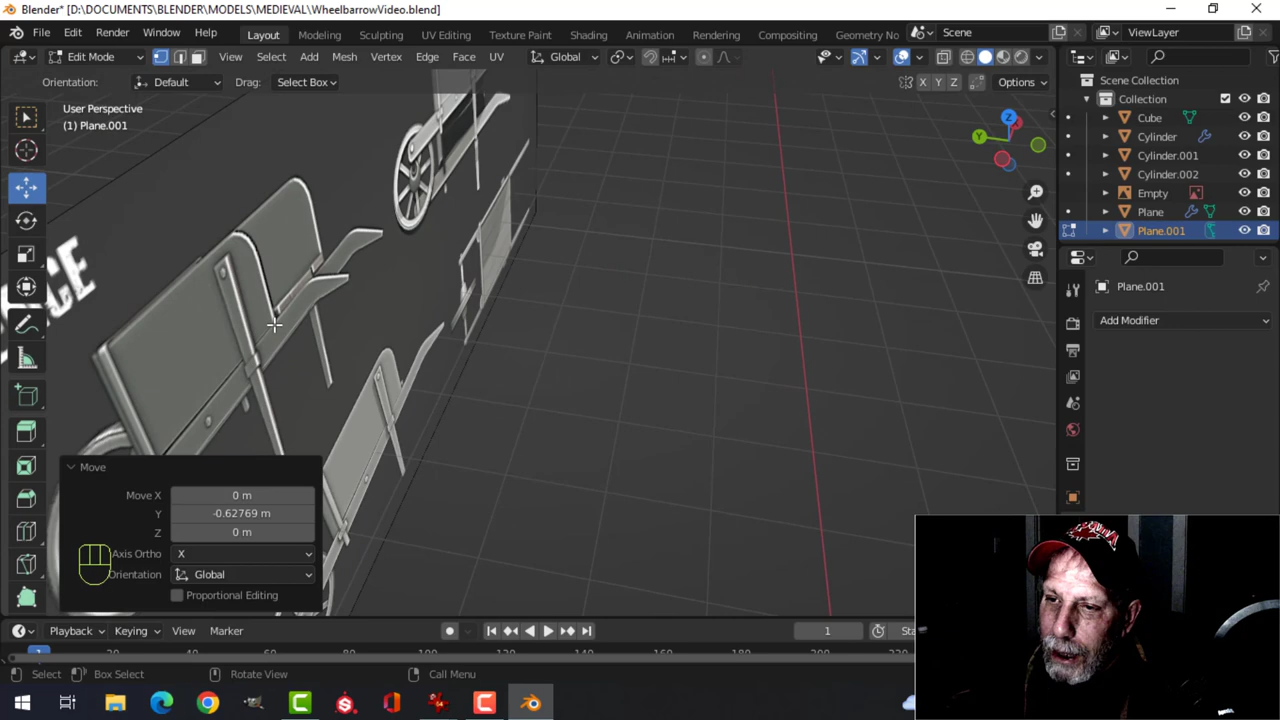 Blender* [D:\DOCUMENTS\BLENDER\MODELS\MEDIEVAL\WheelbarrowVideo.blend]
File Edit Render Window Help Layout Modeling Sculpting UV Editing Texture Paint Shading Animation Rendering Compositing Geometry No Scene ViewLayer
Edit Mode View Select Add Mesh Vertex Edge Face UV Global
Orientation: Default Drag: Select Box X Y Z Options
User Perspective
(1) Plane.001
Scene Collection
Collection
Cube
Cylinder
Cylinder.001
Cylinder.002
Empty
Plane
Plane.001
Z
Y
Plane.001
Add Modifier
Move
Move X 0 m
Y -0.62769 m
Z 0 m
Axis Ortho X
Orientation Global
Proportional Editing
Playback Keying View Marker 1 Sta
20 40 60 80 100 120 140 160 180 200 220
Select Box Select Rotate View Call Menu